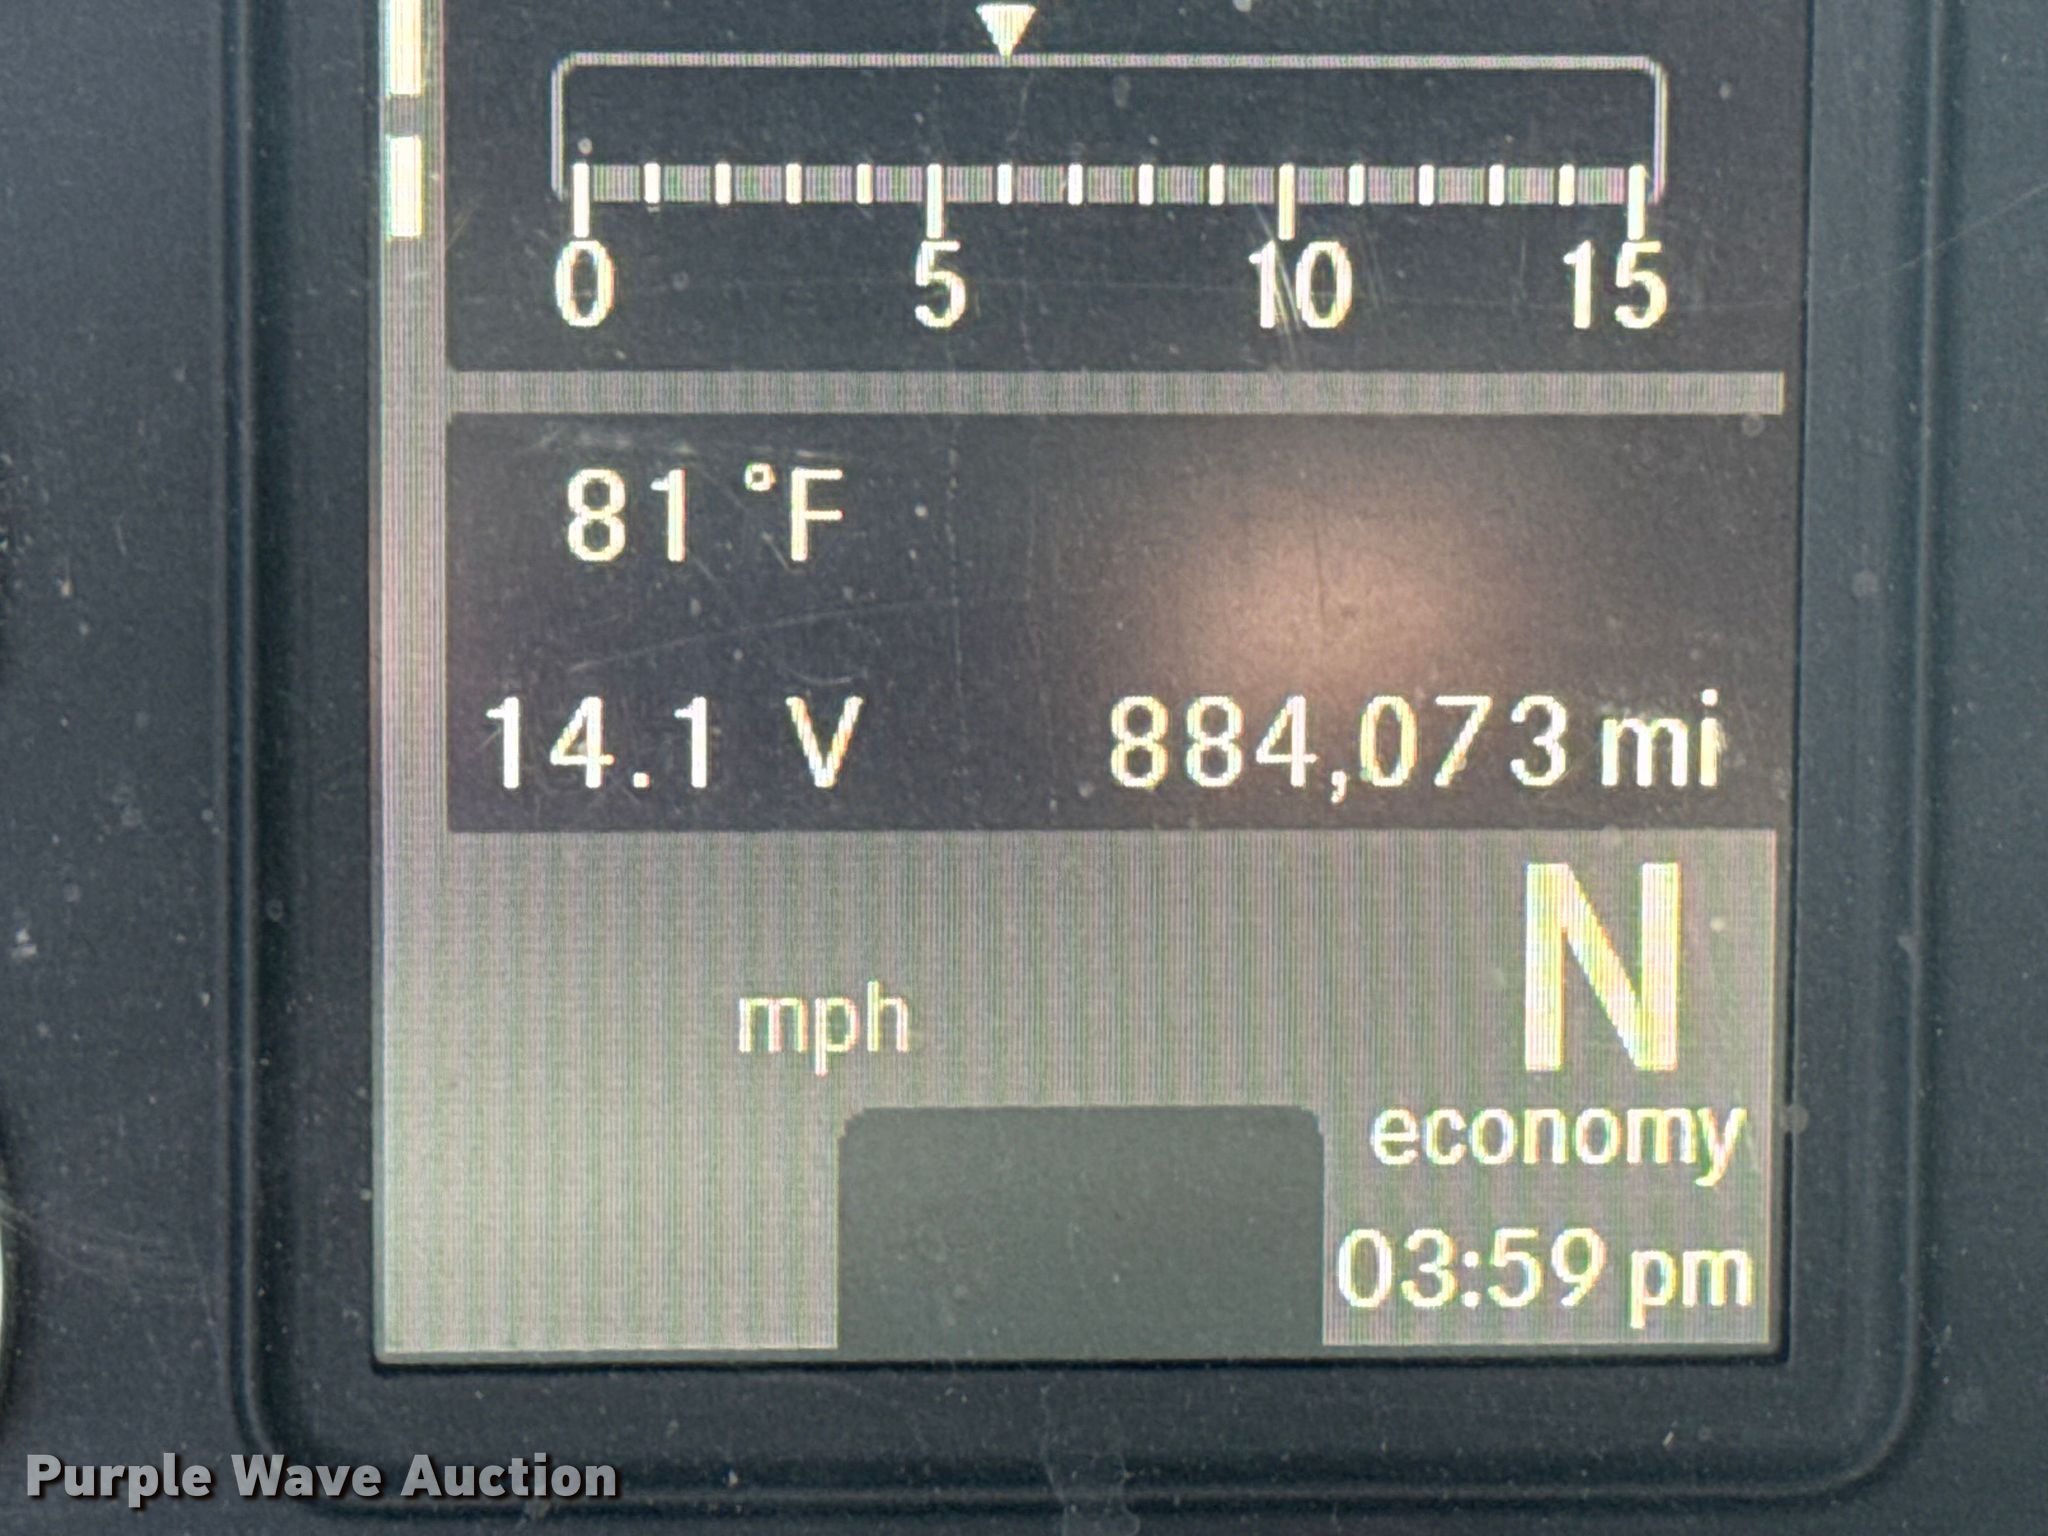 0 5 10 15
81 °F
14.1 V 884,073 mi
N
mph
economy
03:59 pm
Purple Wave Auction